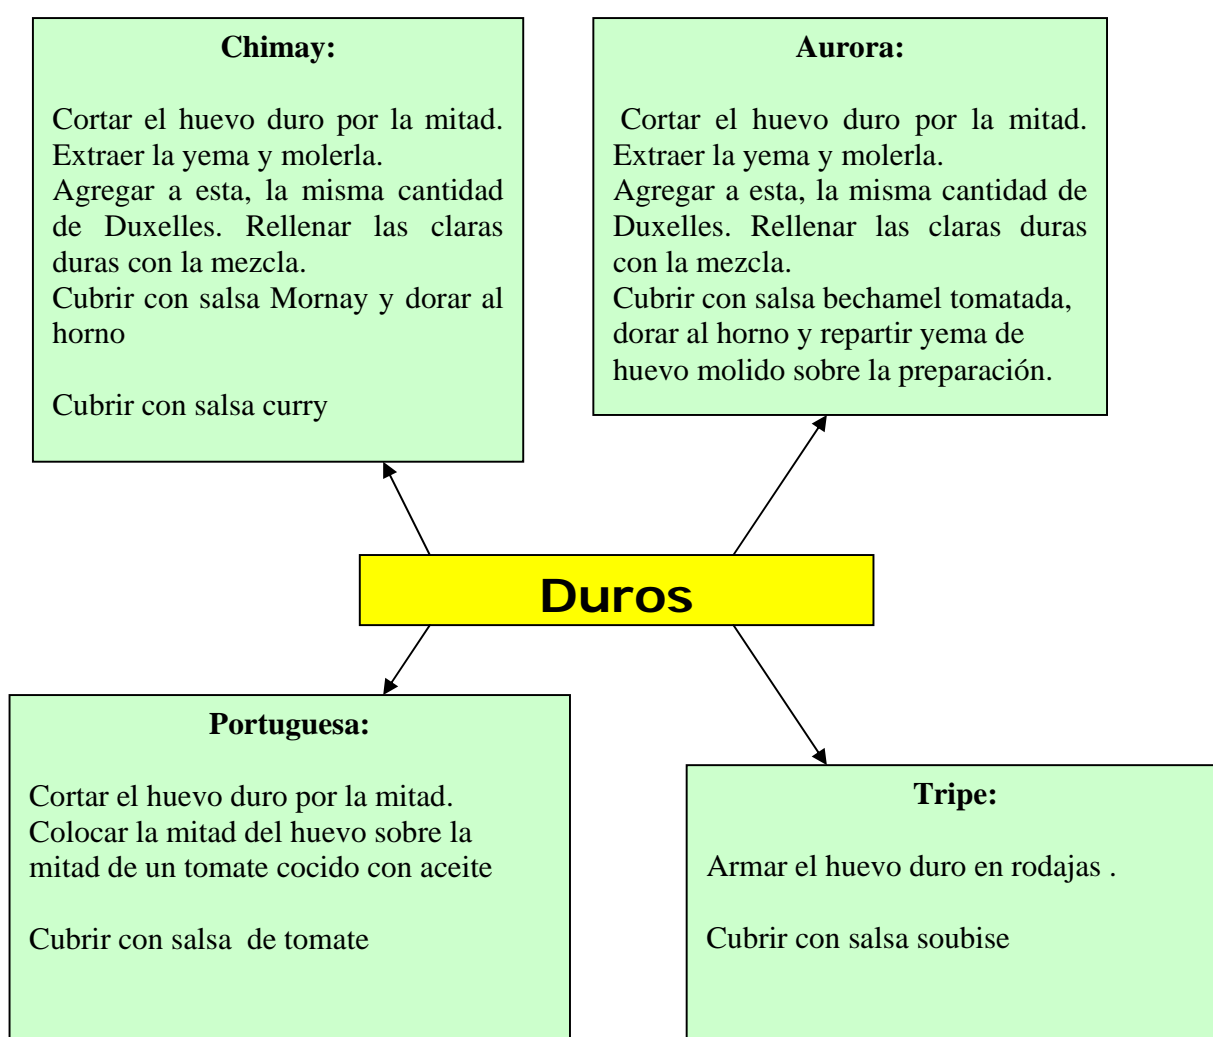 Chimay:
Cortar el huevo duro por la mitad.
Extraer la yema y molerla.
Agregar a esta, la misma cantidad
de Duxelles. Rellenar las claras
duras con la mezcla.
Cubrir con salsa Mornay y dorar al
horno
Cubrir con salsa curry
Aurora:
Cortar el huevo duro por la mitad.
Extraer la yema y molerla.
Agregar a esta, la misma cantidad de
Duxelles. Rellenar las claras duras
con la mezcla.
Cubrir con salsa bechamel tomatada,
dorar al horno y repartir yema de
huevo molido sobre la preparación.
Duros
Portuguesa:
Cortar el huevo duro por la mitad.
Colocar la mitad del huevo sobre la
mitad de un tomate cocido con aceite
Cubrir con salsa  de tomate
Tripe:
Armar el huevo duro en rodajas .
Cubrir con salsa soubise